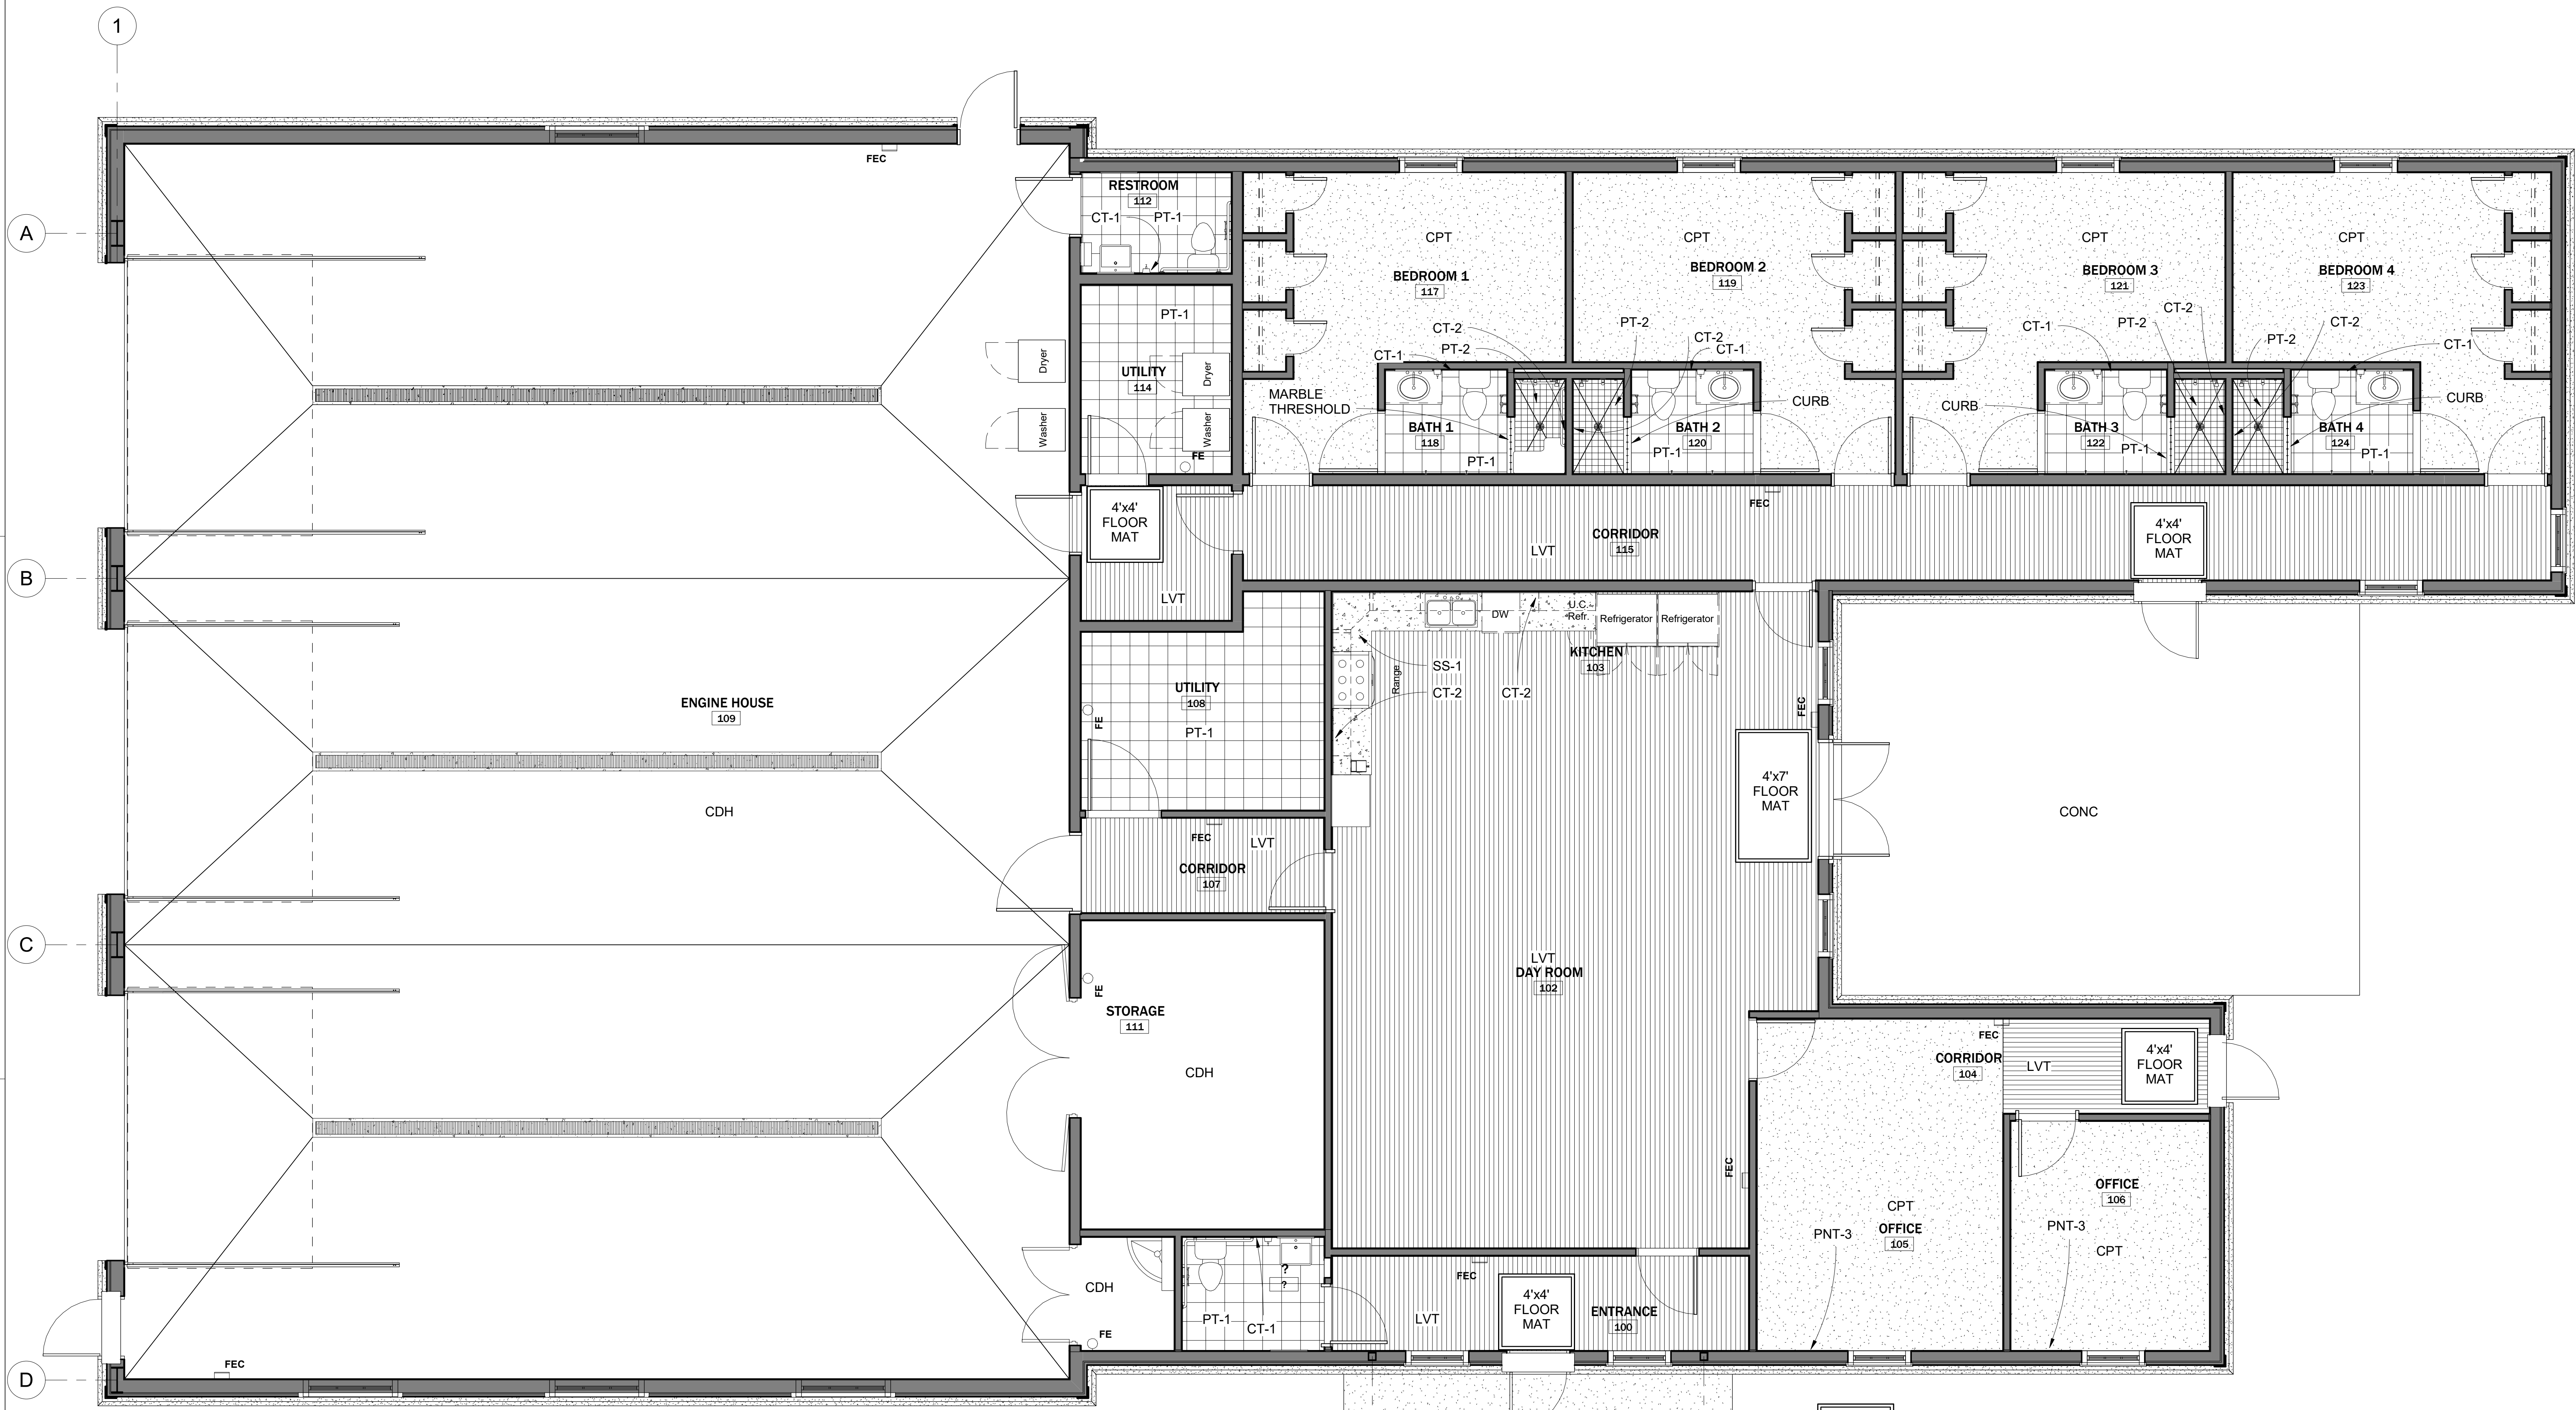 1
A
B
C
D
FEC
RESTROOM
112
CT-1
PT-1
CPT
BEDROOM 1
117
CPT
BEDROOM 2
119
CPT
BEDROOM 3
121
CPT
BEDROOM 4
123
Dryer
Washer
PT-1
UTILITY
114
Dryer
Washer
FE
CT-2
PT-2
CT-1
MARBLE
THRESHOLD
BATH 1
118
PT-1
PT-2
CT-2
CT-1
CURB
BATH 2
120
PT-1
CT-2
CT-1
PT-2
CURB
BATH 3
122
PT-1
PT-2
CT-2
CT-1
CURB
BATH 4
124
PT-1
4'x4'
FLOOR
MAT
LVT
FEC
CORRIDOR
115
LVT
4'x4'
FLOOR
MAT
ENGINE HOUSE
109
CDH
UTILITY
108
PT-1
FE
DW
U.C.
Refr.
Refrigerator
Refrigerator
KITCHEN
103
SS-1
CT-2
Range
CT-2
FEC
4'x7'
FLOOR
MAT
CONC
FEC
LVT
CORRIDOR
107
LVT
DAY ROOM
102
FE
STORAGE
111
CDH
FEC
FEC
CORRIDOR
104
LVT
4'x4'
FLOOR
MAT
CPT
OFFICE
105
PNT-3
OFFICE
106
PNT-3
CPT
CDH
FE
?
?
PT-1
CT-1
FEC
LVT
4'x4'
FLOOR
MAT
ENTRANCE
100
FEC